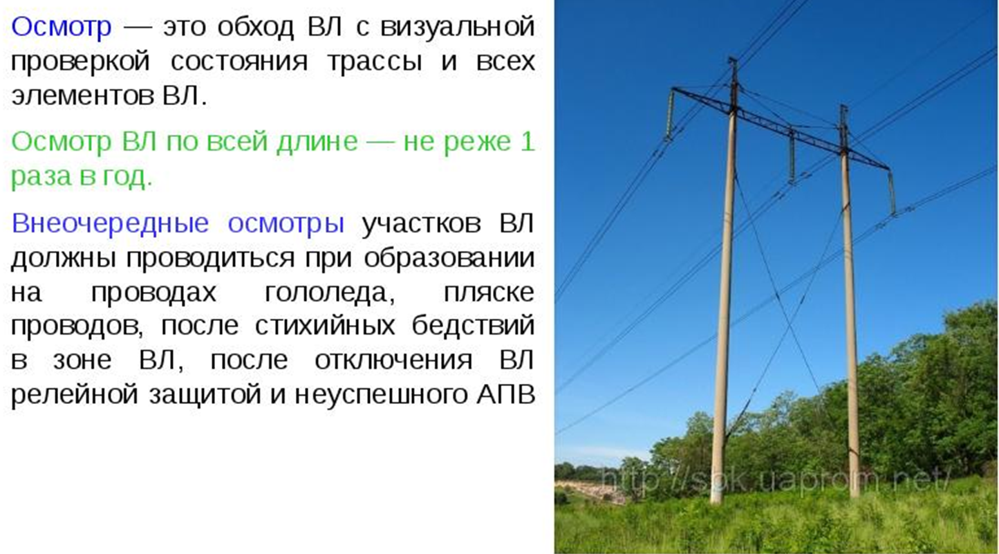 Осмотр — это обход ВЛ с визуальной
проверкой состояния трассы и всех
элементов ВЛ.
Осмотр ВЛ по всей длине — не реже 1
раза в год.
Внеочередные осмотры участков ВЛ
должны проводиться при образовании
на проводах гололеда, пляске
проводов, после стихийных бедствий
в зоне ВЛ, после отключения ВЛ
релейной защитой и неуспешного АПВ
http://spk.uaprom.net/